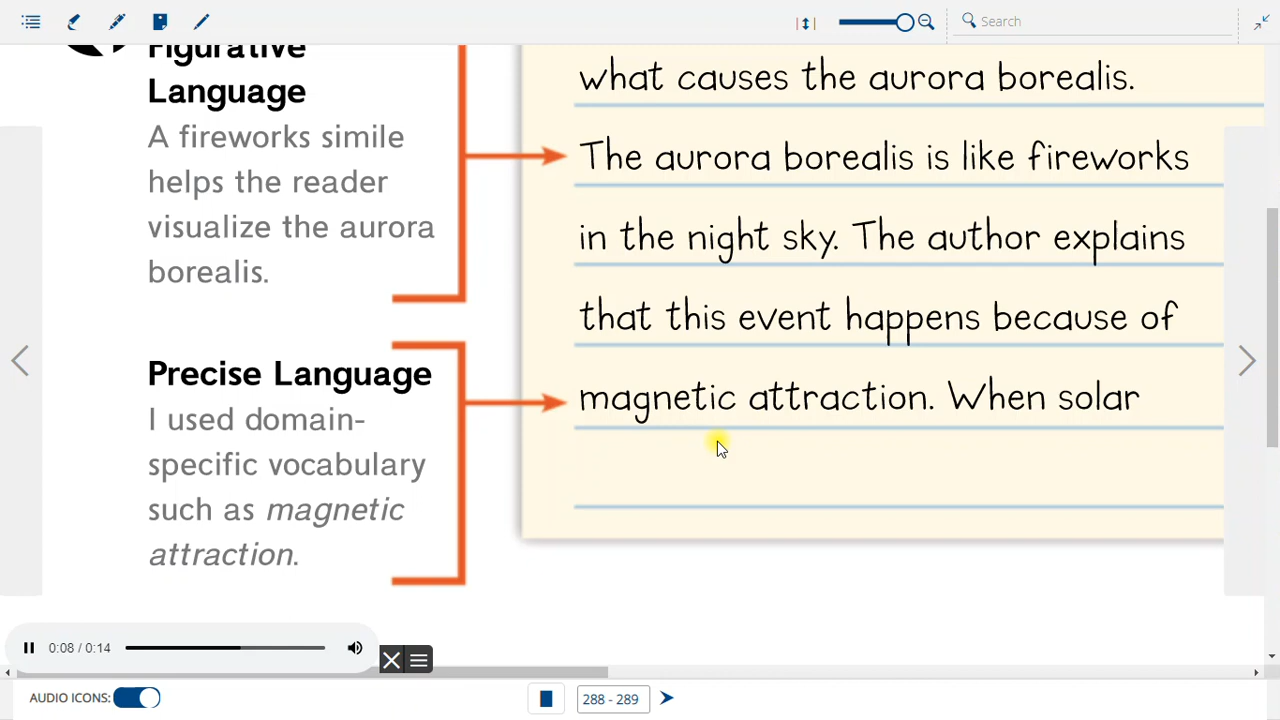 Search
Figurative
Language
A fireworks simile
helps the reader
visualize the aurora
borealis.
Precise Language
I used domain-
specific vocabulary
such as magnetic
attraction.
what causes the aurora borealis.
The aurora borealis is like fireworks
in the night sky. The author explains
that this event happens because of
magnetic attraction. When solar
0:08 / 0:14
AUDIO ICONS:
288 - 289